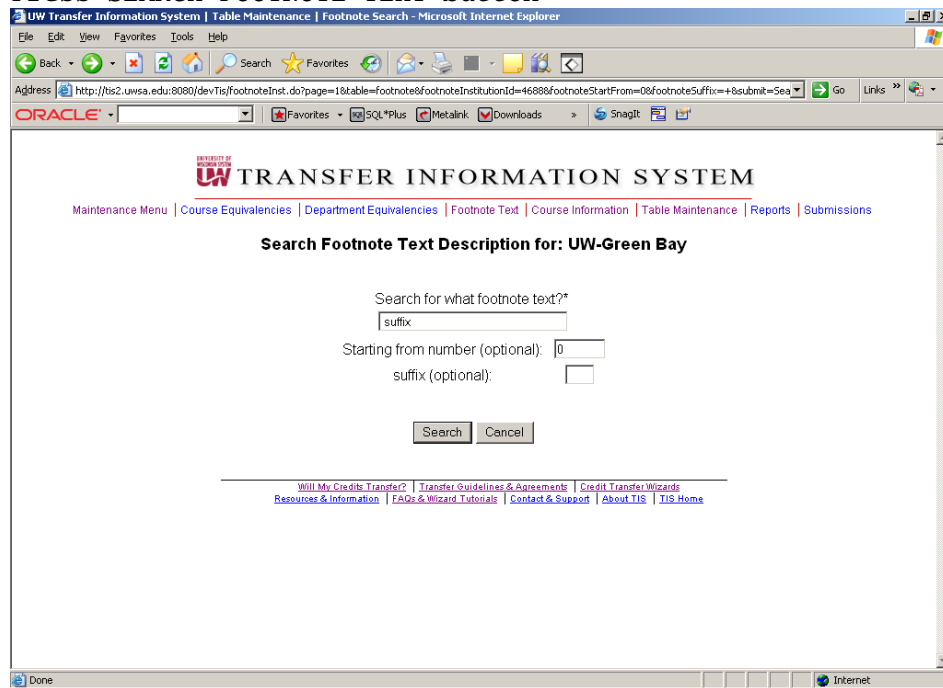 Press SEARCH FOOTNOTE TEXT button
UW Transfer Information System | Table Maintenance | Footnote Search - Microsoft Internet Explorer
File Edit View Favorites Tools Help
Back Search Favorites
Address http://tis2.uwsa.edu:8080/devTis/footnoteInst.do?page=1&table=footnote&footnoteInstitutionId=4688&footnoteStartFrom=0&footnoteSuffix=+&submit=Sea Go Links »
ORACLE Favorites SQL*Plus Metalink Downloads » SnagIt
UNIVERSITY OF
WISCONSIN SYSTEM
UW TRANSFER INFORMATION SYSTEM
Maintenance Menu | Course Equivalencies | Department Equivalencies | Footnote Text | Course Information | Table Maintenance | Reports | Submissions
Search Footnote Text Description for: UW-Green Bay
Search for what footnote text?*
suffix
Starting from number (optional): 0
suffix (optional):
Search Cancel
Will My Credits Transfer? | Transfer Guidelines & Agreements | Credit Transfer Wizards
Resources & Information | FAQs & Wizard Tutorials | Contact & Support | About TIS | TIS Home
Done Internet